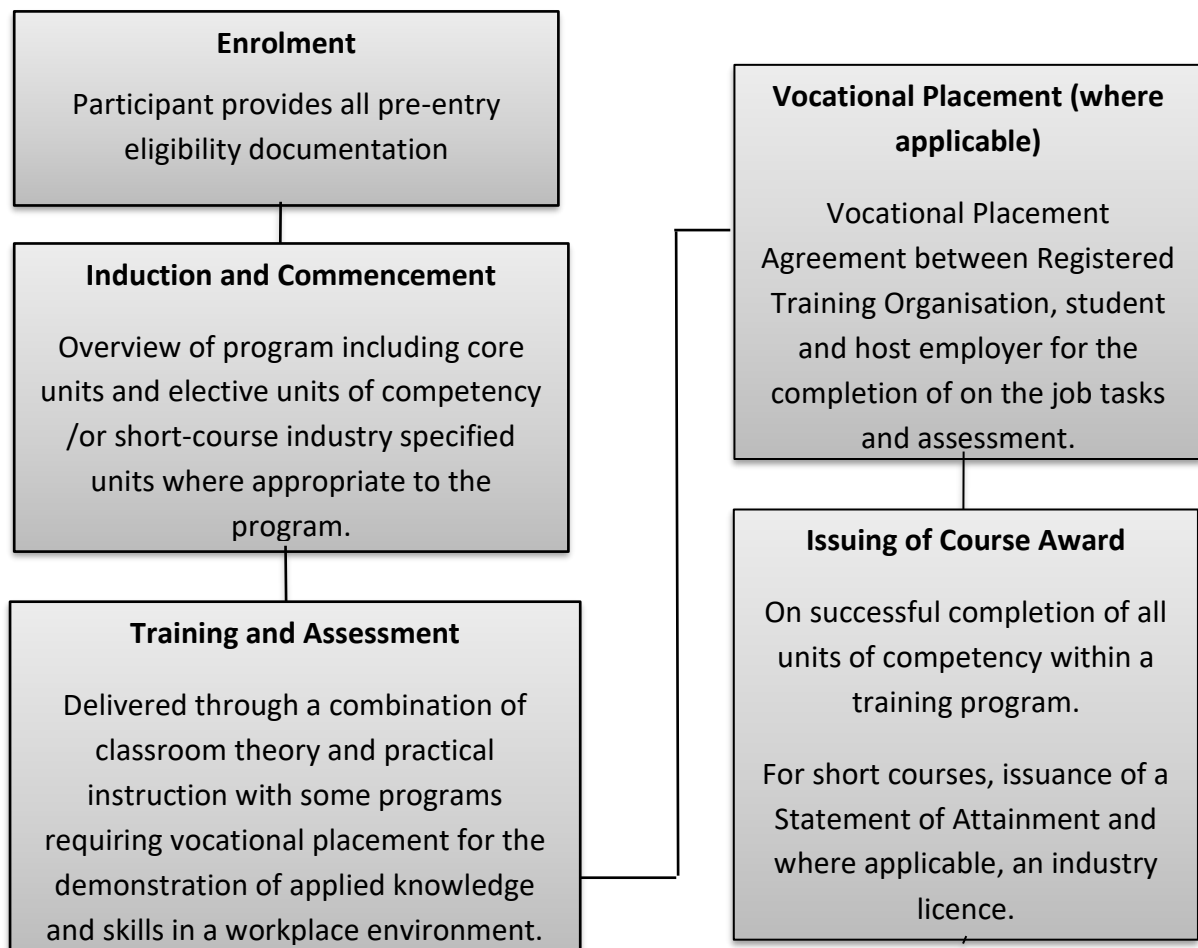 Enrolment
Participant provides all pre-entry
eligibility documentation
Induction and Commencement
Overview of program including core
units and elective units of competency
/or short-course industry specified
units where appropriate to the
program.
Training and Assessment
Delivered through a combination of
classroom theory and practical
instruction with some programs
requiring vocational placement for the
demonstration of applied knowledge
and skills in a workplace environment.
Vocational Placement (where
applicable)
Vocational Placement
Agreement between Registered
Training Organisation, student
and host employer for the
completion of on the job tasks
and assessment.
Issuing of Course Award
On successful completion of all
units of competency within a
training program.
For short courses, issuance of a
Statement of Attainment and
where applicable, an industry
licence.